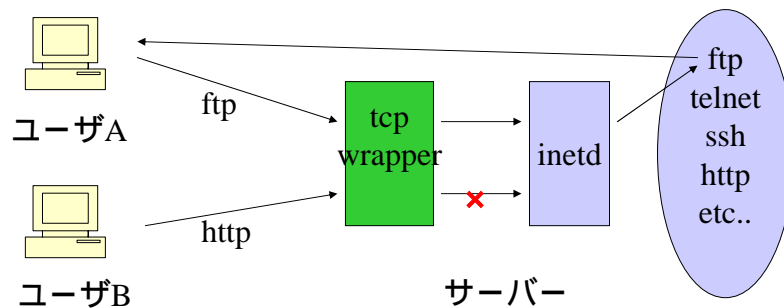 ftp
telnet
ssh
http
etc..
ftp
ユーザA
tcp
wrapper
inetd
http
ユーザB
サーバー